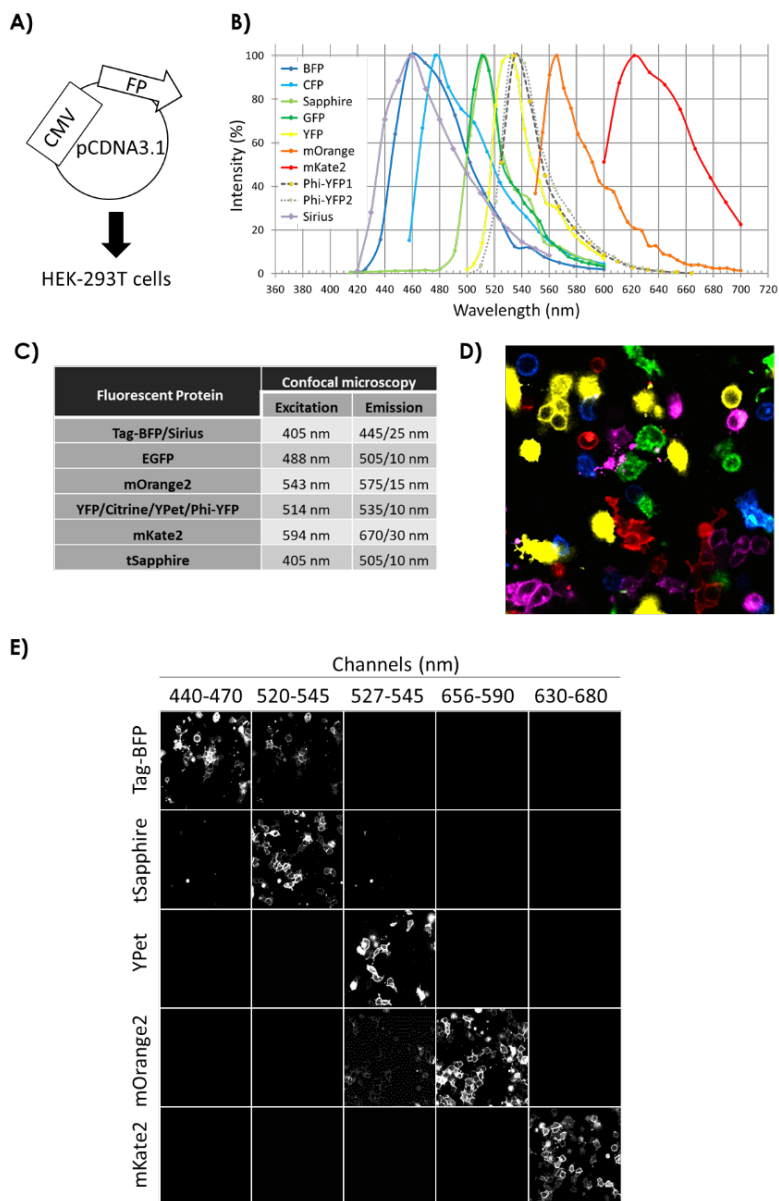 A)
FP
CMV
pCDNA3.1
HEK-293T cells
B)
100
80
60
40
20
0
Intensity (%)
BFP
CFP
Sapphire
GFP
YFP
mOrange
mKate2
Phi-YFP1
Phi-YFP2
Sirius
360 380 400 420 440 460 480 500 520 540 560 580 600 620 640 660 680 700 720
Wavelength (nm)
C)
Fluorescent Protein Confocal microscopy
Excitation Emission
Tag-BFP/Sirius 405 nm 445/25 nm
EGFP 488 nm 505/10 nm
mOrange2 543 nm 575/15 nm
YFP/Citrine/YPet/Phi-YFP 514 nm 535/10 nm
mKate2 594 nm 670/30 nm
tSapphire 405 nm 505/10 nm
D)
E)
Channels (nm)
440-470 520-545 527-545 656-590 630-680
Tag-BFP
tSapphire
YPet
mOrange2
mKate2